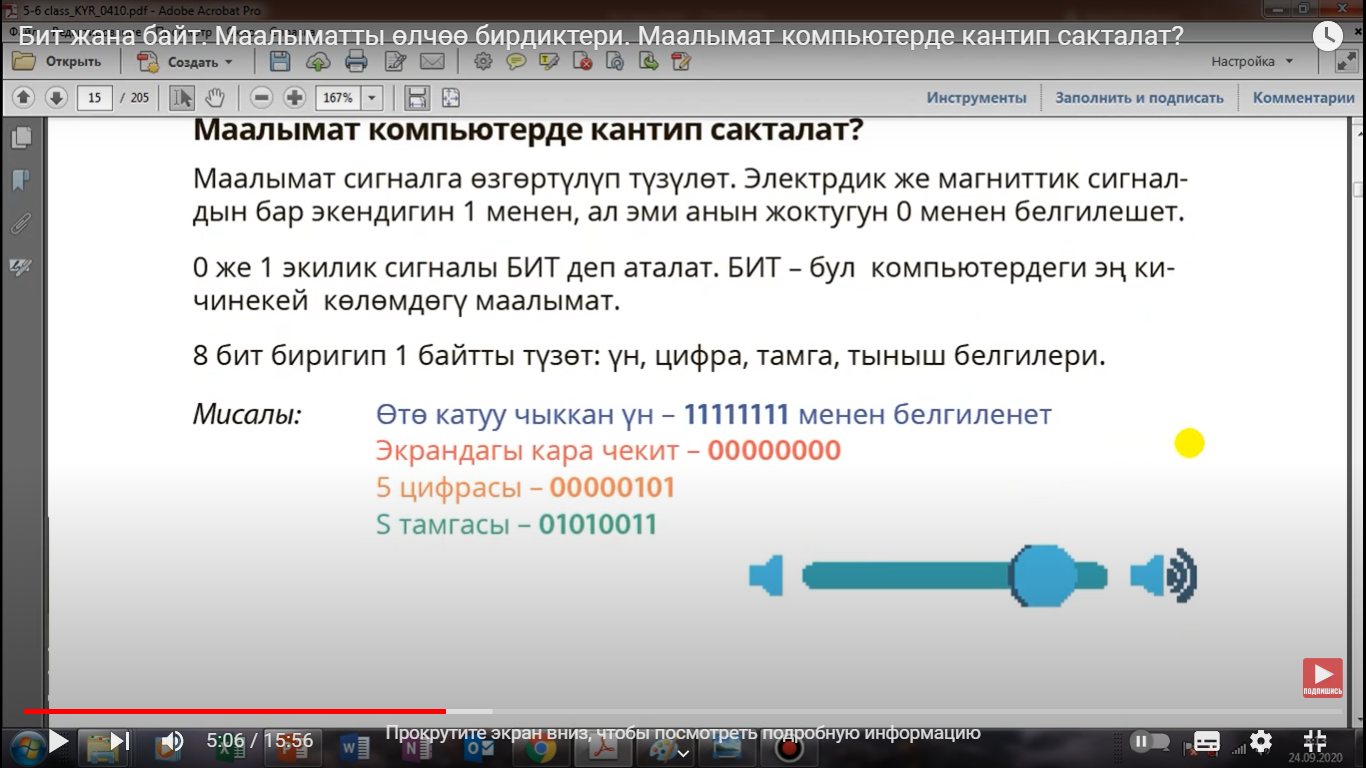 5-6 class_KYR_0410.pdf - Adobe Acrobat Pro
Бит жана байт. Маалыматты өлчөө бирдиктери. Маалымат компьютерде кантип сакталат?
Открыть Создать Настройка
15 / 205 167% Инструменты Заполнить и подписать Комментарии
Маалымат компьютерде кантип сакталат?
Маалымат сигналга өзгөртүлүп түзүлөт. Электрдик же магниттик сигнал-
дын бар экендигин 1 менен, ал эми анын жоктугун 0 менен белгилешет.
0 же 1 экилик сигналы БИТ деп аталат. БИТ – бул компьютердеги эң ки-
чинекей көлөмдөгү маалымат.
8 бит биригип 1 байтты түзөт: үн, цифра, тамга, тыныш белгилери.
Мисалы: Өтө катуу чыккан үн – 11111111 менен белгиленет
Экрандагы кара чекит – 00000000
5 цифрасы – 00000101
S тамгасы – 01010011
подпишись
Прокрутите экран вниз, чтобы посмотреть подробную информацию
5:06 / 15:56
24.09.2020